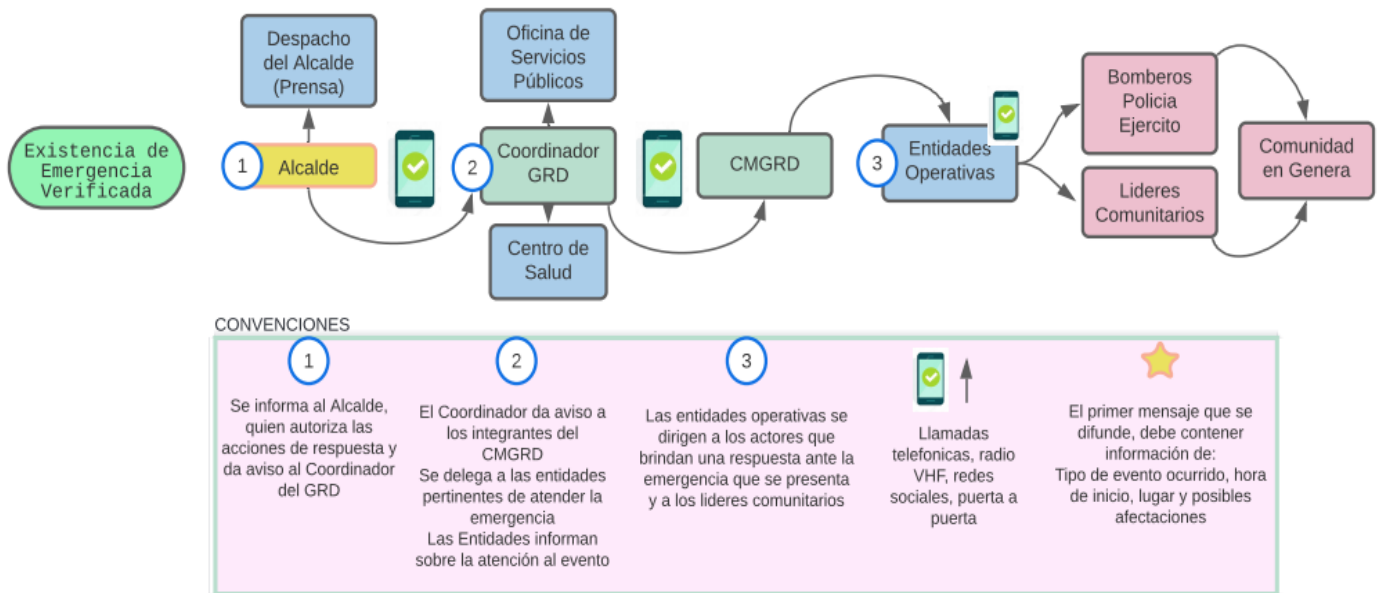 Existencia de
Emergencia
Verificada
Despacho
del Alcalde
(Prensa)
1
Alcalde
Oficina de
Servicios
Públicos
2
Coordinador
GRD
Centro de
Salud
CMGRD
3
Entidades
Operativas
Bomberos
Policia
Ejercito
Lideres
Comunitarios
Comunidad
en Genera
CONVENCIONES
1
Se informa al Alcalde,
quien autoriza las
acciones de respuesta y
da aviso al Coordinador
del GRD
2
El Coordinador da aviso a
los integrantes del
CMGRD
Se delega a las entidades
pertinentes de atender la
emergencia
Las Entidades informan
sobre la atención al evento
3
Las entidades operativas se
dirigen a los actores que
brindan una respuesta ante la
emergencia que se presenta
y a los lideres comunitarios
Llamadas
telefonicas, radio
VHF, redes
sociales, puerta a
puerta
El primer mensaje que se
difunde, debe contener
información de:
Tipo de evento ocurrido, hora
de inicio, lugar y posibles
afectaciones